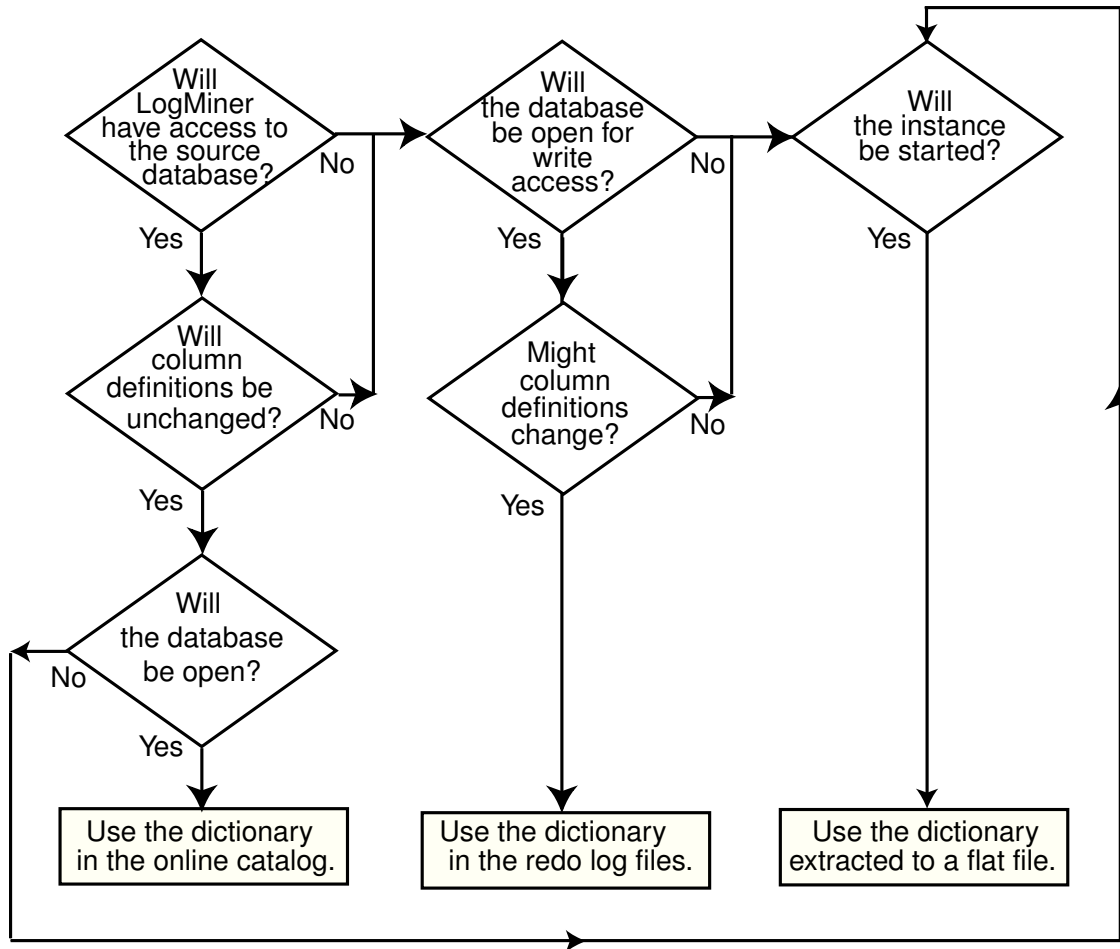 Will
LogMiner
have access to
the source
database?
No
Yes
Will
column
definitions be
unchanged?
No
Yes
Will
the database
be open?
No
Yes
Use the dictionary
in the online catalog.
Will
the database
be open for
write
access?
No
Yes
Might
column
definitions
change?
No
Yes
Use the dictionary
in the redo log files.
Will
the instance
be started?
Yes
Use the dictionary
extracted to a flat file.